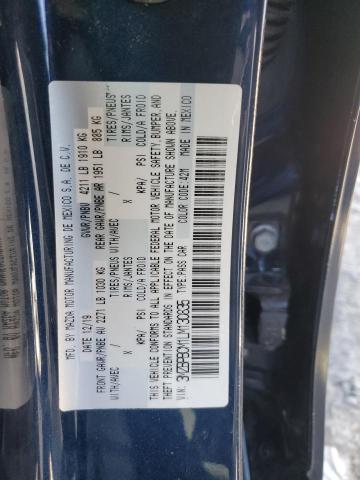 MFD. BY MAZDA MOTOR MANUFACTURING DE MEXICO S.A. DE C.V.
DATE: 12/19 GVWR/PNBV 4211 LB 1910 KG
FRONT GAWR/PNBE AV 2271 LB 1030 KG REAR GAWR/PNBE AR 1951 LB 885 KG
TIRES/PNEUS WITH/AVEC / TIRES/PNEUS WITH/AVEC /
X RIMS/JANTES X RIMS/JANTES
KPA/ PSI COLD/A FROID KPA/ PSI COLD/A FROID
THIS VEHICLE CONFORMS TO ALL APPLICABLE FEDERAL MOTOR VEHICLE SAFETY, BUMPER, AND
THEFT PREVENTION STANDARDS IN EFFECT ON THE DATE OF MANUFACTURE SHOWN ABOVE.
TYPE: PASS CAR COLOR CODE: 42M MADE IN MEXICO
VIN: 3MZBPBCM1LM130835